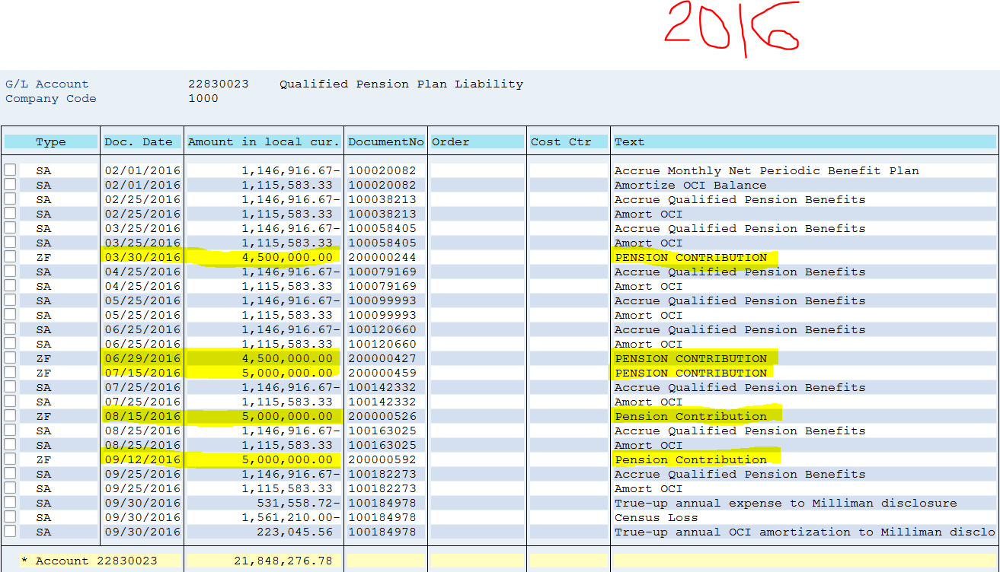 2016
G/L Account 22830023 Qualified Pension Plan Liability
Company Code 1000
Type Doc. Date Amount in local cur. DocumentNo Order Cost Ctr Text
SA 02/01/2016 1,146,916.67- 100020082 Accrue Monthly Net Periodic Benefit Plan
SA 02/01/2016 1,115,583.33 100020082 Amortize OCI Balance
SA 02/25/2016 1,146,916.67- 100038213 Accrue Qualified Pension Benefits
SA 02/25/2016 1,115,583.33 100038213 Amort OCI
SA 03/25/2016 1,146,916.67- 100058405 Accrue Qualified Pension Benefits
SA 03/25/2016 1,115,583.33 100058405 Amort OCI
ZF 03/30/2016 4,500,000.00 200000244 PENSION CONTRIBUTION
SA 04/25/2016 1,146,916.67- 100079169 Accrue Qualified Pension Benefits
SA 04/25/2016 1,115,583.33 100079169 Amort OCI
SA 05/25/2016 1,146,916.67- 100099993 Accrue Qualified Pension Benefits
SA 05/25/2016 1,115,583.33 100099993 Amort OCI
SA 06/25/2016 1,146,916.67- 100120660 Accrue Qualified Pension Benefits
SA 06/25/2016 1,115,583.33 100120660 Amort OCI
ZF 06/29/2016 4,500,000.00 200000427 PENSION CONTRIBUTION
ZF 07/15/2016 5,000,000.00 200000459 PENSION CONTRIBUTION
SA 07/25/2016 1,146,916.67- 100142332 Accrue Qualified Pension Benefits
SA 07/25/2016 1,115,583.33 100142332 Amort OCI
ZF 08/15/2016 5,000,000.00 200000526 Pension Contribution
SA 08/25/2016 1,146,916.67- 100163025 Accrue Qualified Pension Benefits
SA 08/25/2016 1,115,583.33 100163025 Amort OCI
ZF 09/12/2016 5,000,000.00 200000592 Pension Contribution
SA 09/25/2016 1,146,916.67- 100182273 Accrue Qualified Pension Benefits
SA 09/25/2016 1,115,583.33 100182273 Amort OCI
SA 09/30/2016 531,558.72- 100184978 True-up annual expense to Milliman disclosure
SA 09/30/2016 1,561,210.00- 100184978 Census Loss
SA 09/30/2016 223,045.56 100184978 True-up annual OCI amortization to Milliman disclo
* Account 22830023 21,848,276.78